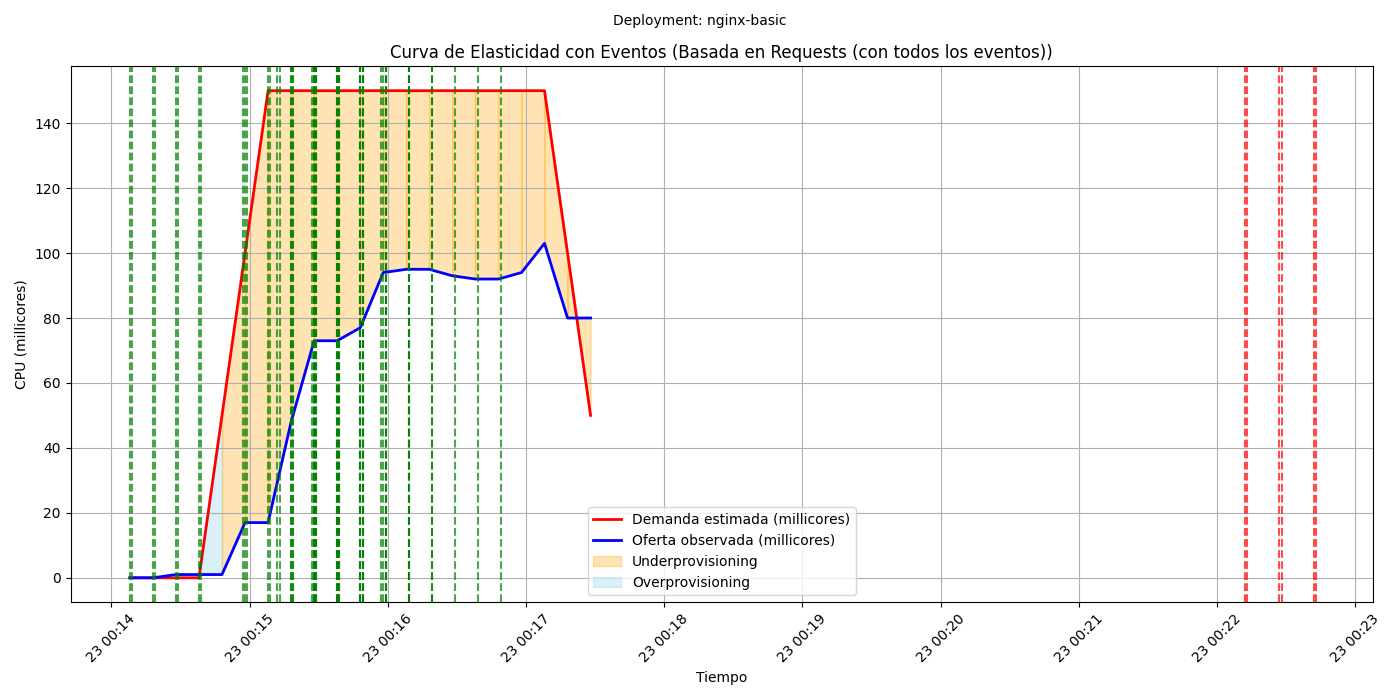 Deployment: nginx-basic
Curva de Elasticidad con Eventos (Basada en Requests (con todos los eventos))
CPU (millicores)
140
120
100
80
60
40
20
0
Demanda estimada (millicores)
Oferta observada (millicores)
Underprovisioning
Overprovisioning
23 00:14
23 00:15
23 00:16
23 00:17
23 00:18
23 00:19
23 00:20
23 00:21
23 00:22
23 00:23
Tiempo